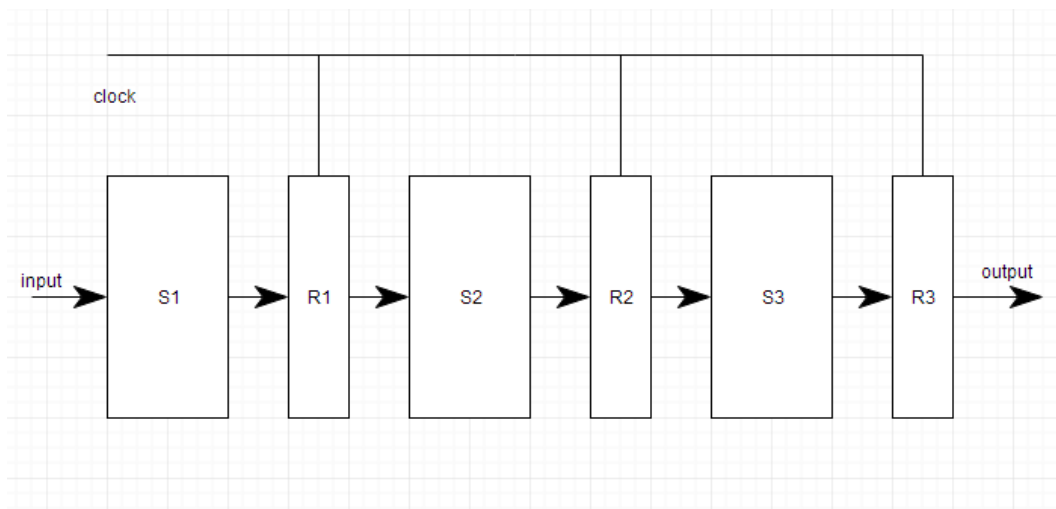 clock
input
S1
R1
S2
R2
S3
R3
output